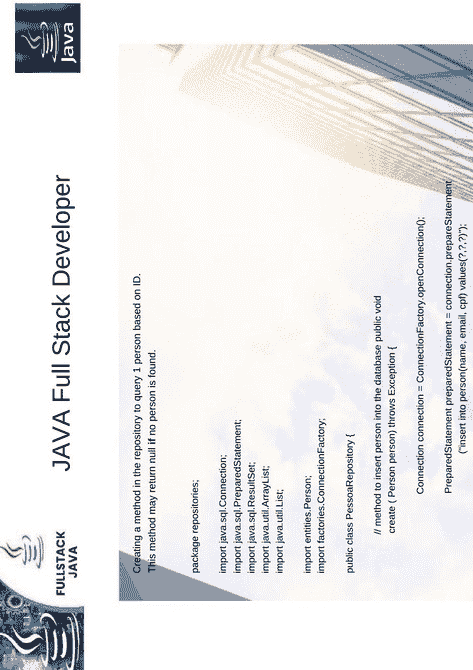 FULLSTACK
JAVA
JAVA Full Stack Developer
Java
Creating a method in the repository to query 1 person based on ID.
This method may return null if no person is found.
package repositories;
import java.sql.Connection;
import java.sql.PreparedStatement;
import java.sql.ResultSet;
import java.util.ArrayList;
import java.util.List;
import entities.Person;
import factories.ConnectionFactory;
public class PessoaRepository {
// method to insert person into the database public void
create ( Person person) throws Exception {
Connection connection = ConnectionFactory.openConnection();
PreparedStatement preparedStatement = connection.prepareStatement
("insert into person(name, email, cpf) values(?,?,?)");